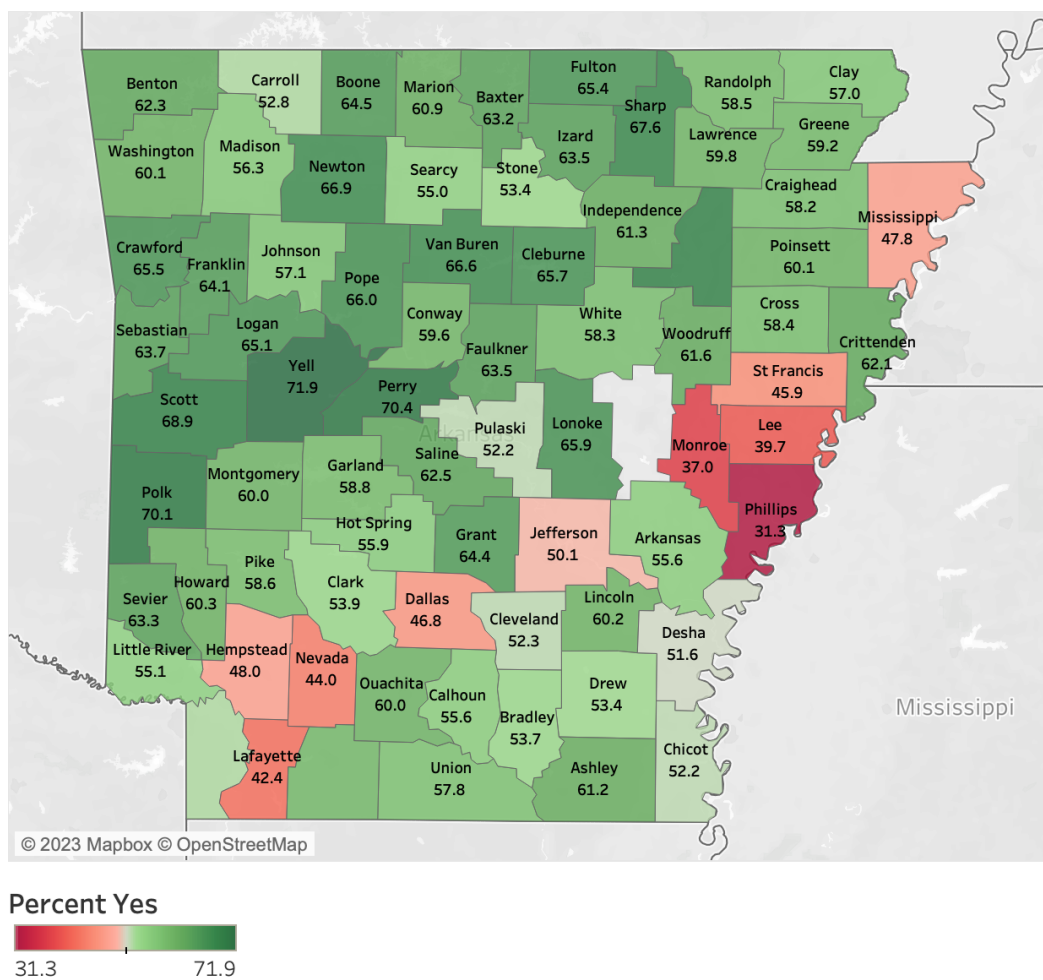 Benton
62.3
Carroll
52.8
Boone
64.5
Marion
60.9
Baxter
63.2
Fulton
65.4
Sharp
67.6
Randolph
58.5
Clay
57.0
Izard
63.5
Lawrence
59.8
Greene
59.2
Washington
60.1
Madison
56.3
Newton
66.9
Searcy
55.0
Stone
53.4
Independence
61.3
Craighead
58.2
Mississippi
47.8
Crawford
65.5
Franklin
64.1
Johnson
57.1
Pope
66.0
Van Buren
66.6
Cleburne
65.7
Poinsett
60.1
Sebastian
63.7
Logan
65.1
Conway
59.6
Faulkner
63.5
White
58.3
Woodruff
61.6
Cross
58.4
Crittenden
62.1
Yell
71.9
Perry
70.4
St Francis
45.9
Scott
68.9
Arkansas
Pulaski
52.2
Lonoke
65.9
Monroe
37.0
Lee
39.7
Polk
70.1
Montgomery
60.0
Garland
58.8
Saline
62.5
Phillips
31.3
Hot Spring
55.9
Grant
64.4
Jefferson
50.1
Arkansas
55.6
Sevier
63.3
Howard
60.3
Pike
58.6
Clark
53.9
Dallas
46.8
Cleveland
52.3
Lincoln
60.2
Desha
51.6
Little River
55.1
Hempstead
48.0
Nevada
44.0
Ouachita
60.0
Calhoun
55.6
Bradley
53.7
Drew
53.4
Mississippi
Lafayette
42.4
Union
57.8
Ashley
61.2
Chicot
52.2
© 2023 Mapbox © OpenStreetMap
Percent Yes
31.3 71.9